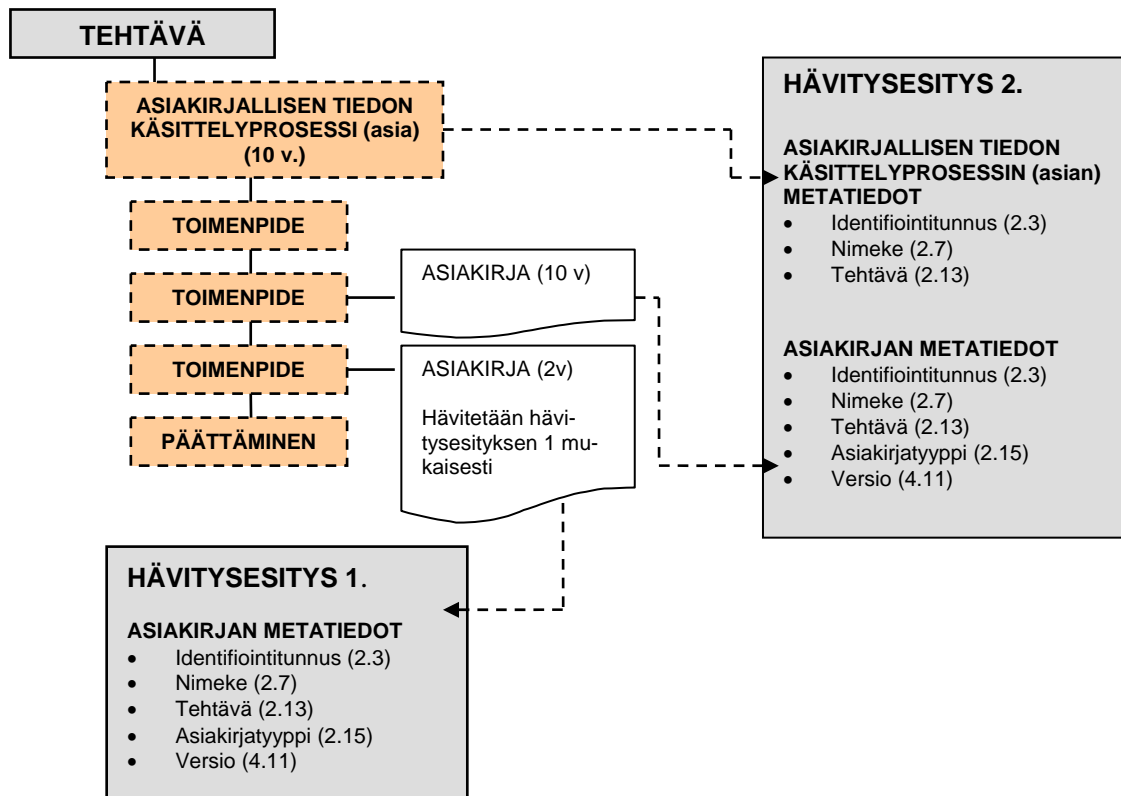 TEHTÄVÄ
ASIAKIRJALLISEN TIEDON
KÄSITTELYPROSESSI (asia)
(10 v.)
TOIMENPIDE
TOIMENPIDE
TOIMENPIDE
PÄÄTTÄMINEN
ASIAKIRJA (10 v)
ASIAKIRJA (2v)
Hävitetään hävi-
tysesityksen 1 mu-
kaisesti
HÄVITYSESITYS 2.
ASIAKIRJALLISEN TIEDON
KÄSITTELYPROSESSIN (asian)
METATIEDOT
• Identifiointitunnus (2.3)
• Nimeke (2.7)
• Tehtävä (2.13)
ASIAKIRJAN METATIEDOT
• Identifiointitunnus (2.3)
• Nimeke (2.7)
• Tehtävä (2.13)
• Asiakirjatyyppi (2.15)
• Versio (4.11)
HÄVITYSESITYS 1.
ASIAKIRJAN METATIEDOT
• Identifiointitunnus (2.3)
• Nimeke (2.7)
• Tehtävä (2.13)
• Asiakirjatyyppi (2.15)
• Versio (4.11)